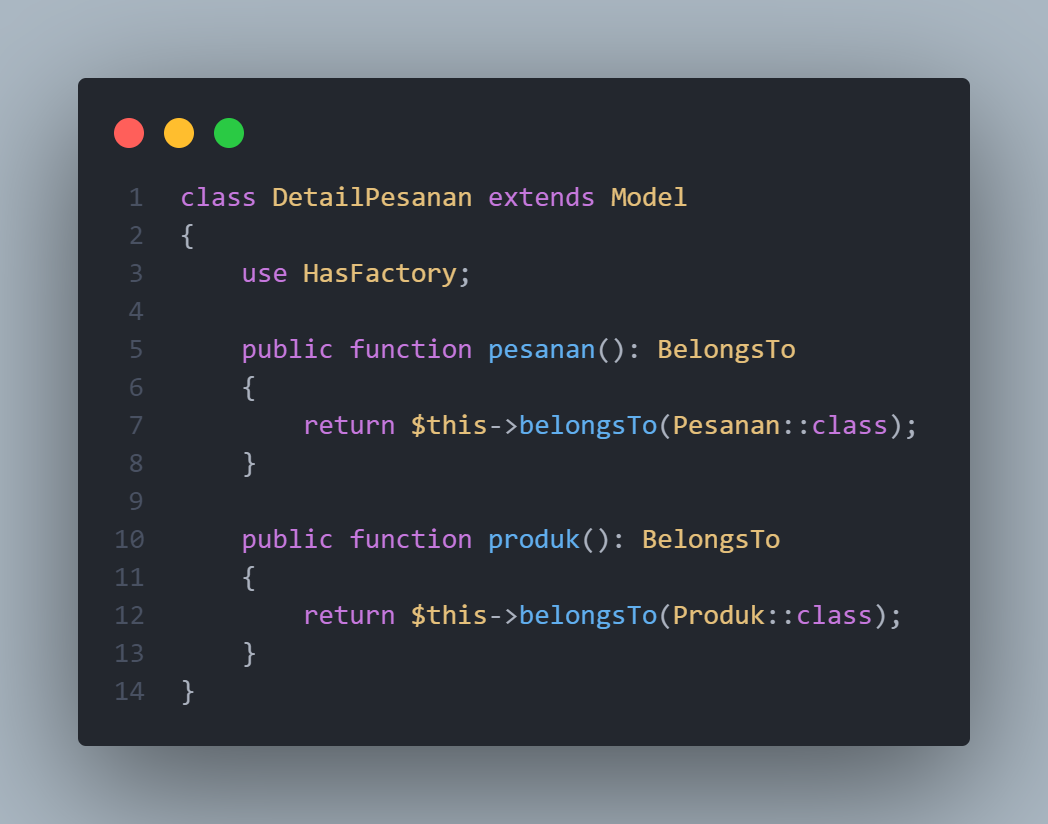 1 class DetailPesanan extends Model
2 {
3     use HasFactory;
4
5     public function pesanan(): BelongsTo
6     {
7         return $this->belongsTo(Pesanan::class);
8     }
9
10     public function produk(): BelongsTo
11     {
12         return $this->belongsTo(Produk::class);
13     }
14 }